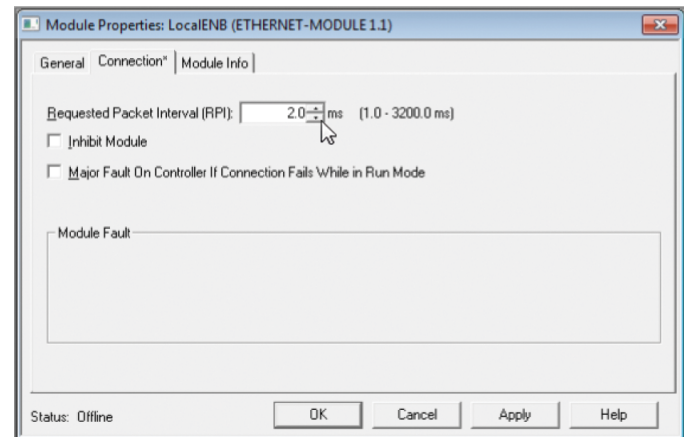 Module Properties: LocalENB (ETHERNET-MODULE 1.1)
General Connection* Module Info
Requested Packet Interval (RPI): 2.0 ms (1.0 - 3200.0 ms)
Inhibit Module
Major Fault On Controller If Connection Fails While in Run Mode
Module Fault
Status: Offline OK Cancel Apply Help